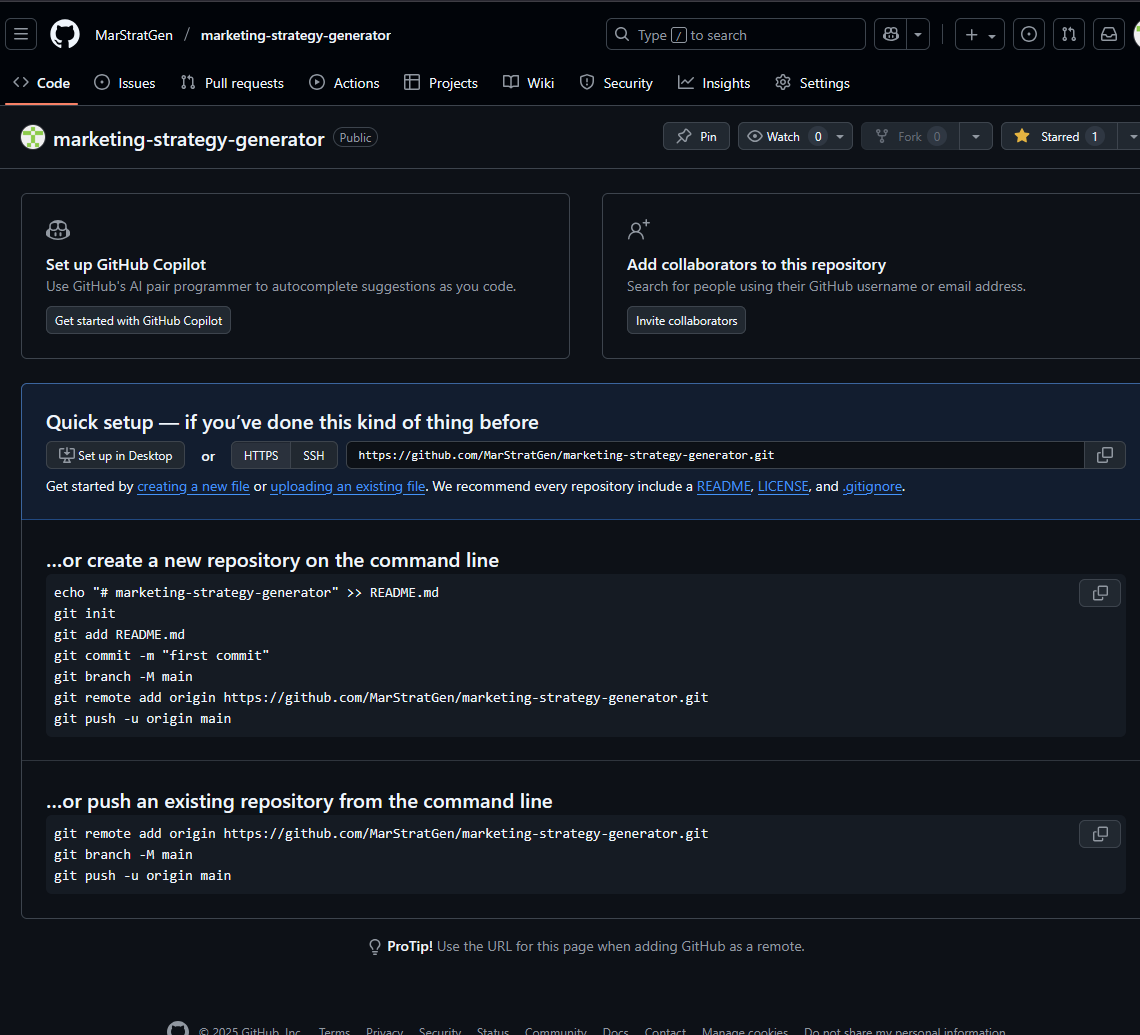 MarStratGen / marketing-strategy-generator
Type / to search
Code
Issues
Pull requests
Actions
Projects
Wiki
Security
Insights
Settings
marketing-strategy-generator Public
Pin
Watch 0
Fork 0
Starred 1
Set up GitHub Copilot
Use GitHub's AI pair programmer to autocomplete suggestions as you code.
Get started with GitHub Copilot
Add collaborators to this repository
Search for people using their GitHub username or email address.
Invite collaborators
Quick setup — if you’ve done this kind of thing before
Set up in Desktop or HTTPS SSH https://github.com/MarStratGen/marketing-strategy-generator.git
Get started by creating a new file or uploading an existing file. We recommend every repository include a README, LICENSE, and .gitignore.
…or create a new repository on the command line
echo "# marketing-strategy-generator" >> README.md
git init
git add README.md
git commit -m "first commit"
git branch -M main
git remote add origin https://github.com/MarStratGen/marketing-strategy-generator.git
git push -u origin main
…or push an existing repository from the command line
git remote add origin https://github.com/MarStratGen/marketing-strategy-generator.git
git branch -M main
git push -u origin main
ProTip! Use the URL for this page when adding GitHub as a remote.
© 2025 GitHub, Inc. Terms Privacy Security Status Community Docs Contact Manage cookies Do not share my personal information